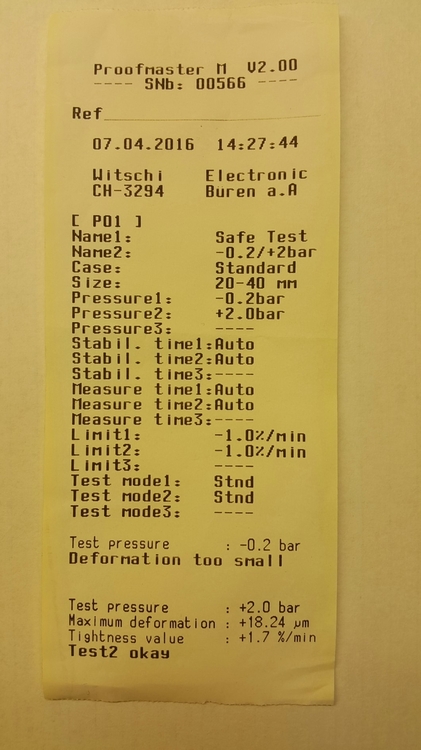 Proofmaster M V2.00
---- SNb: 00566 ----
Ref
07.04.2016 14:27:44
Witschi Electronic
CH-3294 Buren a.A
[ P01 ]
Name1: Safe Test
Name2: -0.2/+2bar
Case: Standard
Size: 20-40 mm
Pressure1: -0.2bar
Pressure2: +2.0bar
Pressure3: ----
Stabil. time1:Auto
Stabil. time2:Auto
Stabil. time3:----
Measure time1:Auto
Measure time2:Auto
Measure time3:----
Limit1: -1.0%/min
Limit2: -1.0%/min
Limit3: ----
Test mode1: Stnd
Test mode2: Stnd
Test mode3: ----
Test pressure : -0.2 bar
Deformation too small
Test pressure : +2.0 bar
Maximum deformation : +18.24 µm
Tightness value : +1.7 %/min
Test2 okay